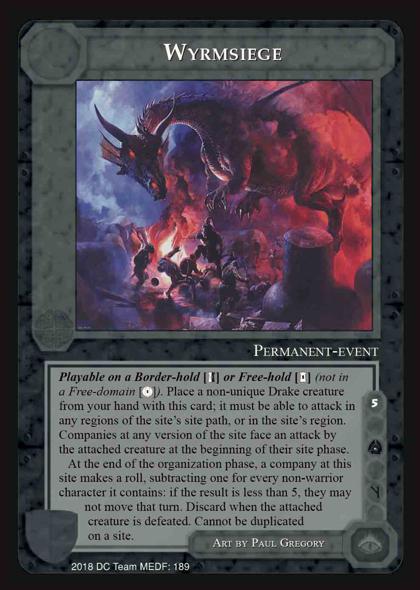 Wyrmsiege
Permanent-event
Playable on a Border-hold [ ] or Free-hold [ ] (not in
a Free-domain [ ]). Place a non-unique Drake creature
from your hand with this card; it must be able to attack in
any regions of the site's site path, or in the site's region.
Companies at any version of the site face an attack by
the attached creature at the beginning of their site phase.
At the end of the organization phase, a company at this
site makes a roll, subtracting one for every non-warrior
character it contains: if the result is less than 5, they may
not move that turn. Discard when the attached
creature is defeated. Cannot be duplicated
on a site.
5
Art by Paul Gregory
2018 DC Team MEDF: 189